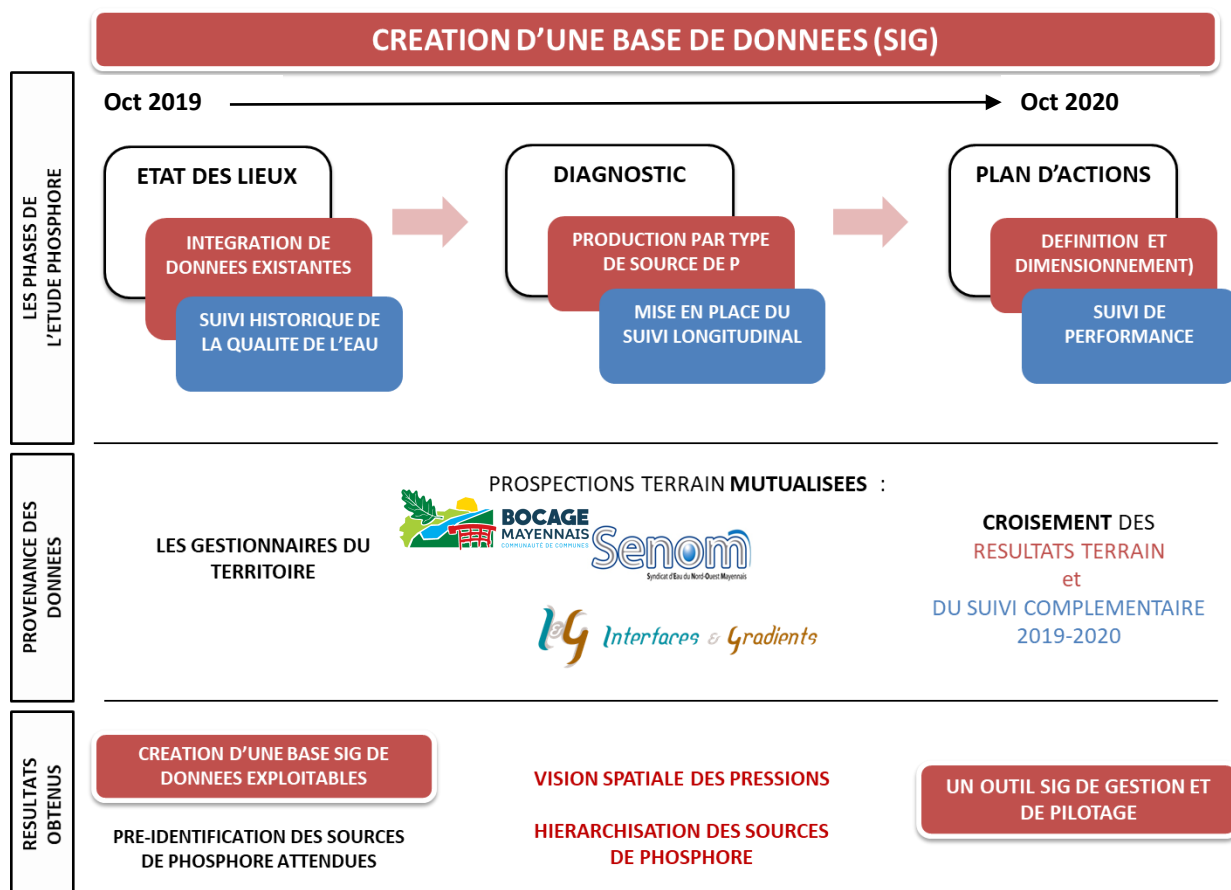 CREATION D'UNE BASE DE DONNEES (SIG)
LES PHASES DE
L'ETUDE PHOSPHORE
Oct 2019
Oct 2020
ETAT DES LIEUX
INTEGRATION DE
DONNEES EXISTANTES
SUIVI HISTORIQUE DE
LA QUALITE DE L'EAU
DIAGNOSTIC
PRODUCTION PAR TYPE
DE SOURCE DE P
MISE EN PLACE DU
SUIVI LONGITUDINAL
PLAN D'ACTIONS
DEFINITION ET
DIMENSIONNEMENT)
SUIVI DE
PERFORMANCE
PROVENANCE DES
DONNEES
LES GESTIONNAIRES DU
TERRITOIRE
PROSPECTIONS TERRAIN MUTUALISEES :
BOCAGE
MAYENNAIS
COMMUNAUTÉ DE COMMUNES
Senom
Syndicat d'Eau du Nord-Ouest Mayennais
I&G Interfaces & Gradients
CROISEMENT DES
RESULTATS TERRAIN
et
DU SUIVI COMPLEMENTAIRE
2019-2020
RESULTATS
OBTENUS
CREATION D'UNE BASE SIG DE
DONNEES EXPLOITABLES
PRE-IDENTIFICATION DES SOURCES
DE PHOSPHORE ATTENDUES
VISION SPATIALE DES PRESSIONS
HIERARCHISATION DES SOURCES
DE PHOSPHORE
UN OUTIL SIG DE GESTION ET
DE PILOTAGE